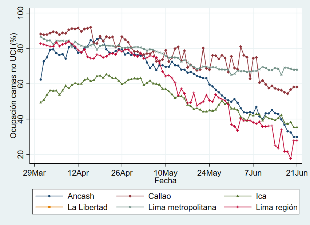 Ocupación camas no UCI (%)
100
80
60
40
20
29Mar 12Apr 26Apr 10May 24May 7Jun 21Jun
Fecha
Ancash Callao Ica
La Libertad Lima metropolitana Lima región